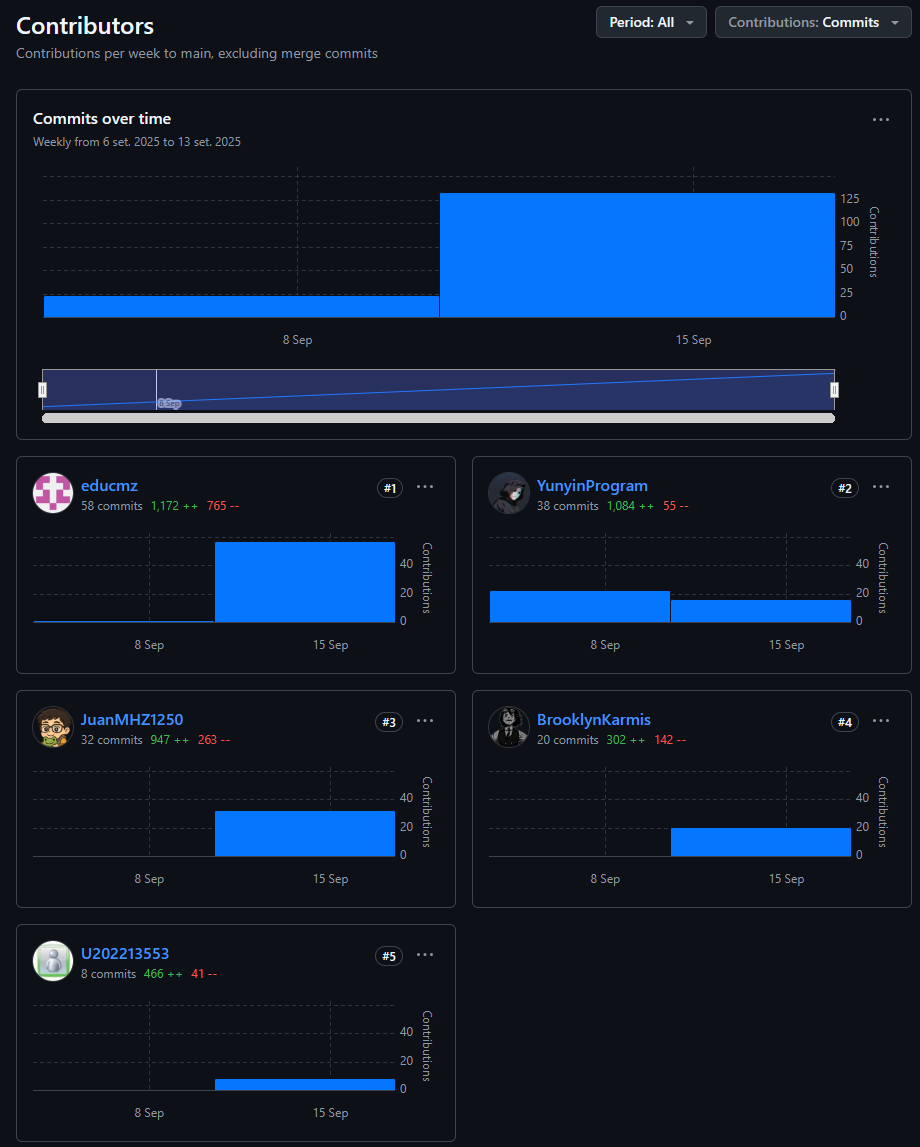 Contributors
Period: All
Contributions: Commits
Contributions per week to main, excluding merge commits
Commits over time
Weekly from 6 set. 2025 to 13 set. 2025
125
100
75
50
25
0
Contributions
8 Sep
15 Sep
8 Sep
educmz
#1
58 commits 1,172 ++ 765 --
40
20
0
Contributions
8 Sep
15 Sep
YunyinProgram
#2
38 commits 1,084 ++ 55 --
40
20
0
Contributions
8 Sep
15 Sep
JuanMHZ1250
#3
32 commits 947 ++ 263 --
40
20
0
Contributions
8 Sep
15 Sep
BrooklynKarmis
#4
20 commits 302 ++ 142 --
40
20
0
Contributions
8 Sep
15 Sep
U202213553
#5
8 commits 466 ++ 41 --
40
20
0
Contributions
8 Sep
15 Sep